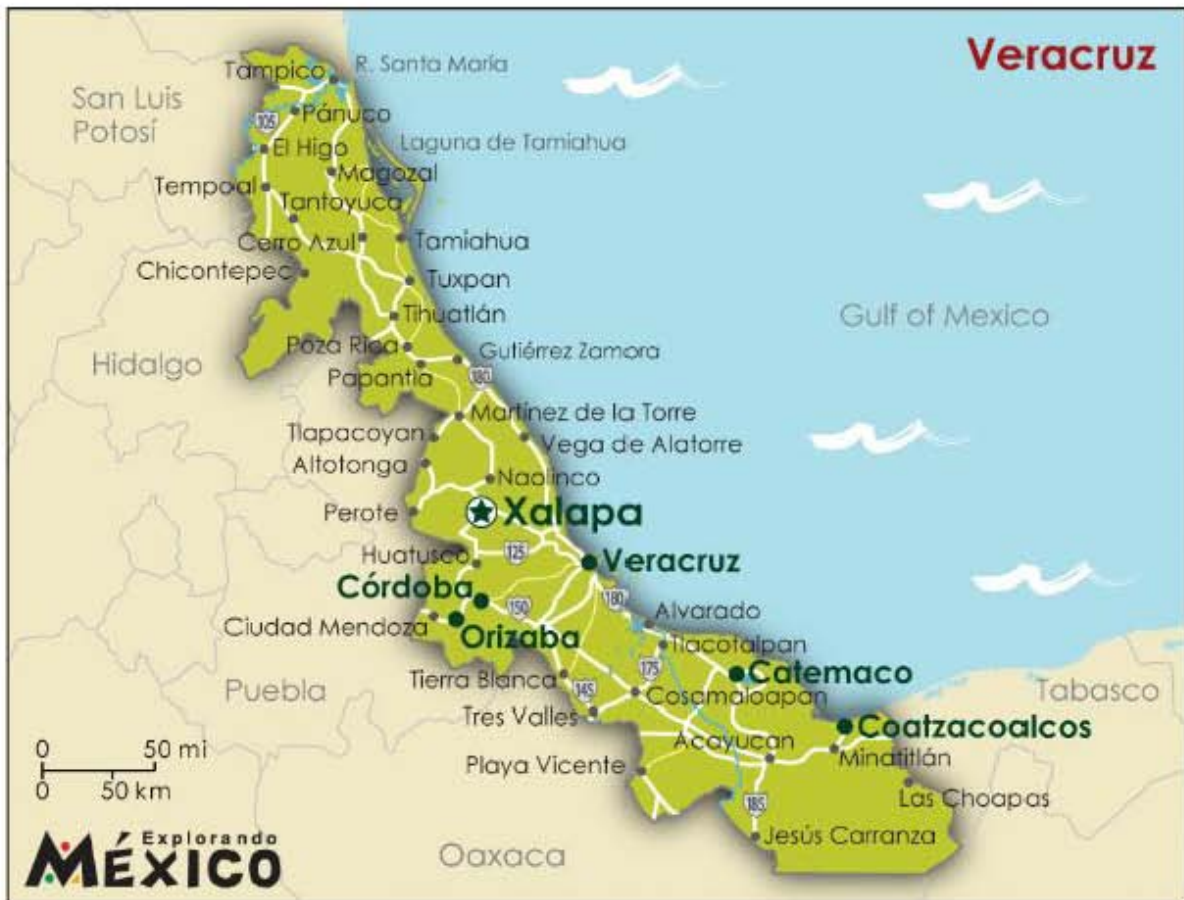 Veracruz
Tampico
R. Santa María
San Luis
Potosí
105
Pánuco
El Higo
Laguna de Tamiahua
Magozal
Tempoal
Tantoyuca
Cerro Azul
Tamiahua
Chicontepec
Tuxpan
Tihuatlán
Gulf of Mexico
Poza Rica
Gutiérrez Zamora
Hidalgo
Papantla
180
Martínez de la Torre
Tlapacoyan
Vega de Alatorre
Altotonga
Naolinco
Perote
Xalapa
Huatusco
125
Veracruz
Córdoba
150
180
Alvarado
Ciudad Mendoza
Orizaba
Tlacotalpan
175
Catemaco
Tierra Blanca
145
Cosamaloapan
Puebla
Tabasco
Tres Valles
Coatzacoalcos
Acayucan
Minatitlán
0 50 mi
0 50 km
Playa Vicente
Las Choapas
185
Jesús Carranza
Oaxaca
Explorando
MÉXICO